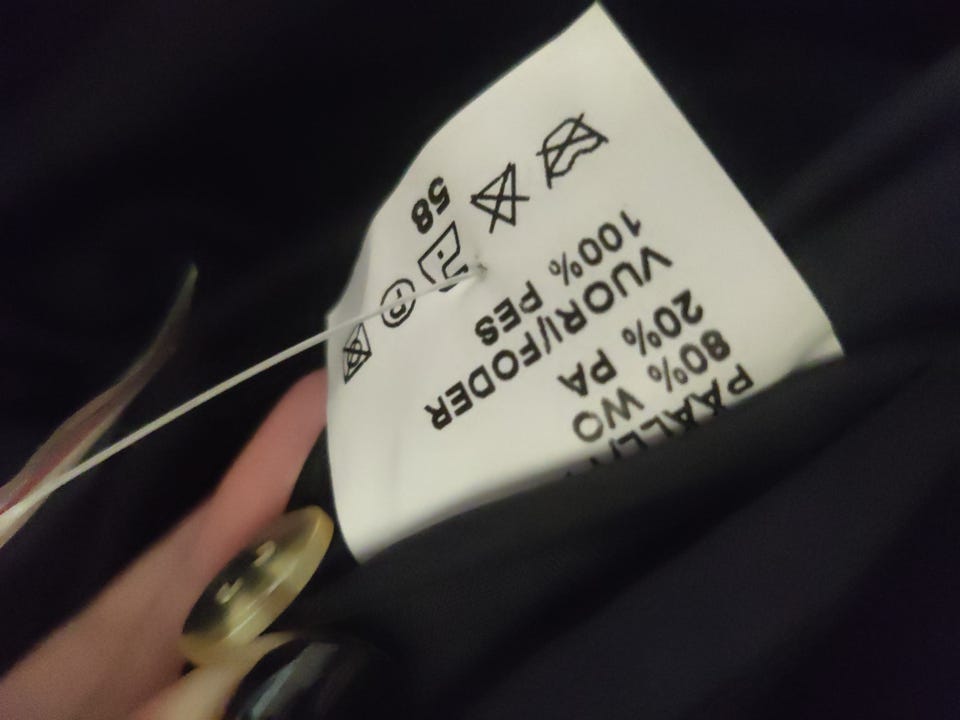 80% WO
20% PA
VUORI/FODER
100% PES
58